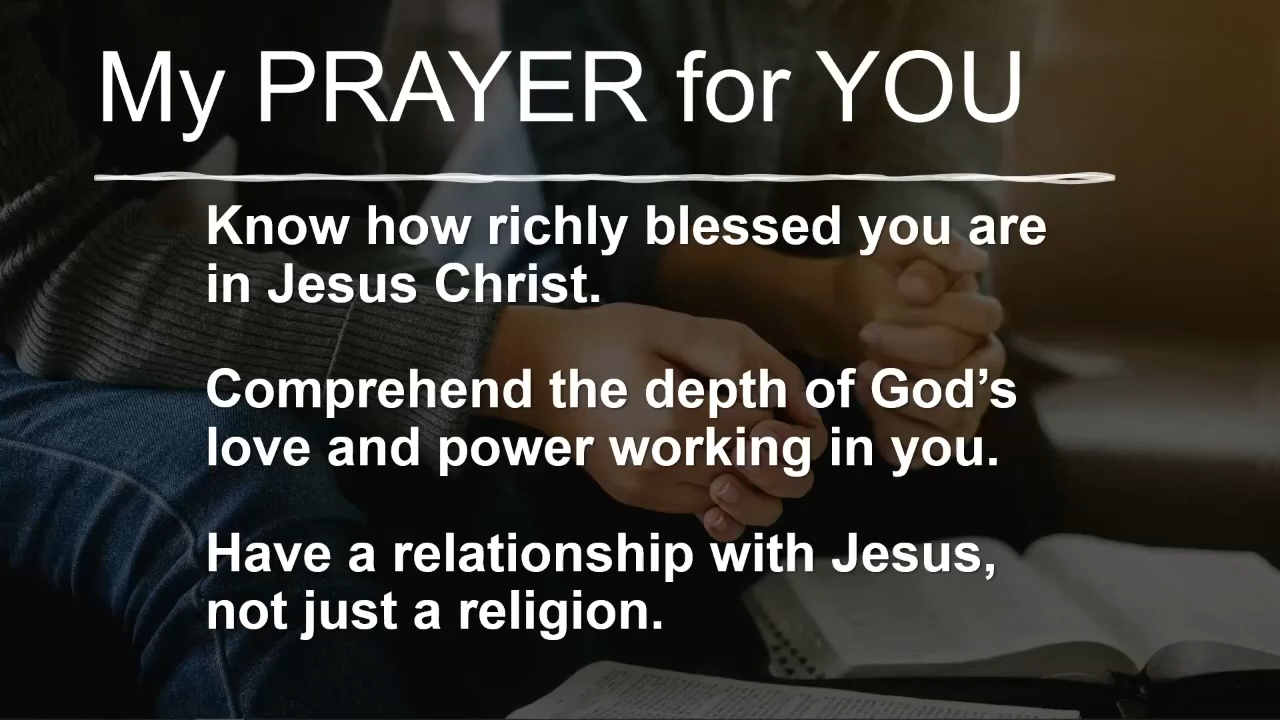 My PRAYER for YOU
Know how richly blessed you are
in Jesus Christ.
Comprehend the depth of God’s
love and power working in you.
Have a relationship with Jesus,
not just a religion.